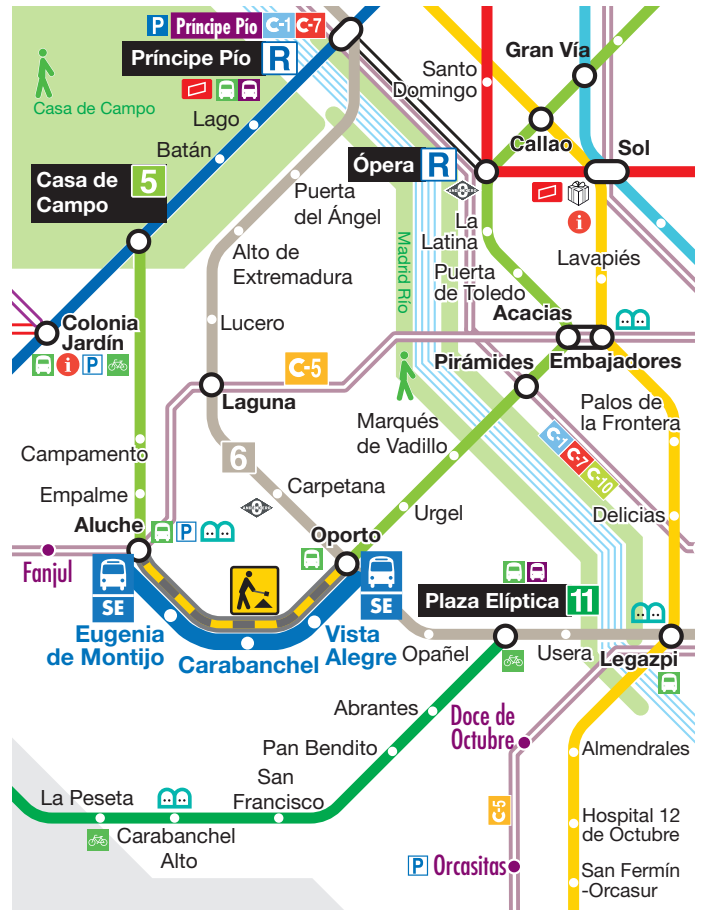 P Príncipe Pío C-1 C-7
Príncipe Pío R
Casa de Campo
Lago
Batán
Casa de
Campo 5
Colonia
Jardín
i P
Puerta
del Ángel
Alto de
Extremadura
Lucero
Laguna
C-5
6
Carpetana
Santo
Domingo
Gran Vía
Callao
Sol
i
Ópera R
La
Latina
Puerta
de Toledo
Lavapiés
Acacias
Embajadores
Madrid Río
Pirámides
Marqués
de Vadillo
Urgel
C-1
C-7
C-10
Palos de
la Frontera
Delicias
Campamento
Empalme
Aluche
P
Fanjul
SE
Oporto
SE
Eugenia
de Montijo
Carabanchel
Vista
Alegre
Plaza Elíptica 11
Opañel
Usera
Legazpi
Abrantes
Pan Bendito
San
Francisco
La Peseta
Carabanchel
Alto
Doce de
Octubre
C-5
P Orcasitas
Almendrales
Hospital 12
de Octubre
San Fermín
-Orcasur